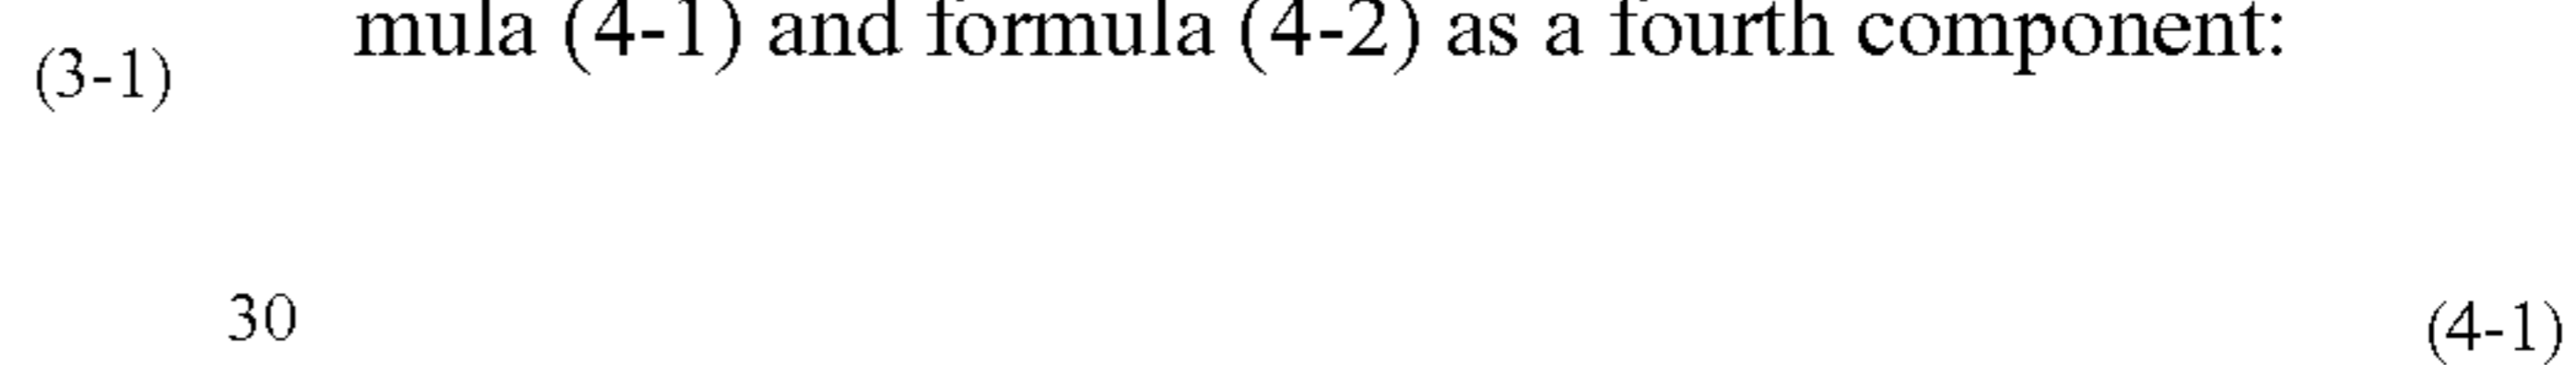 mula (4-1) and formula (4-2) as a fourth component:
(3-1)
30
(4-1)